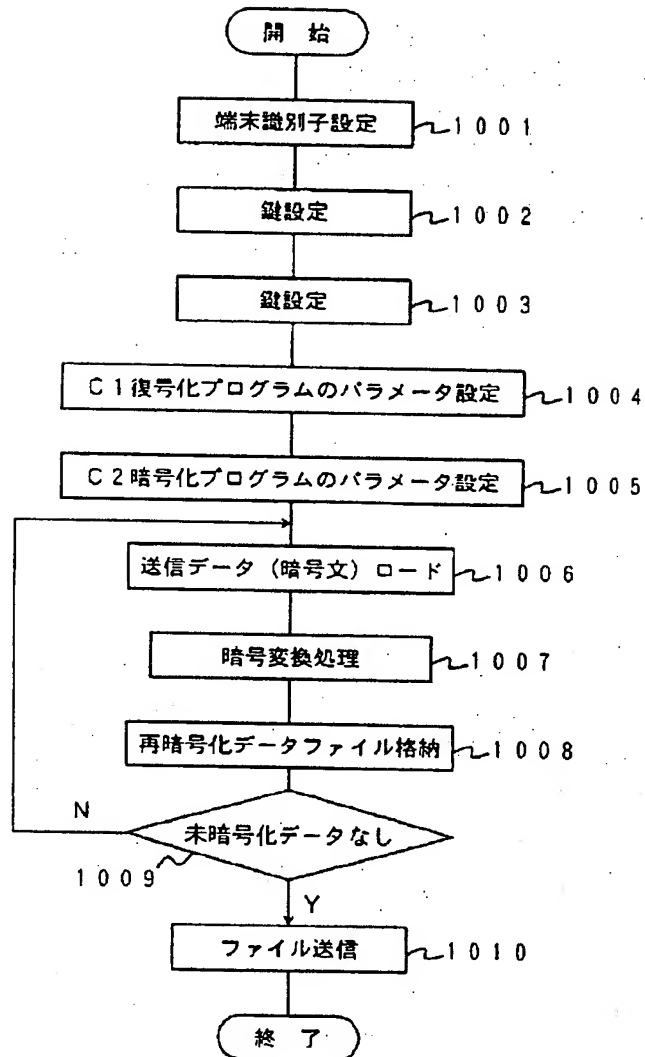 開 始
端末識別子設定
1001
鍵設定
1002
鍵設定
1003
C1復号化プログラムのパラメータ設定
1004
C2暗号化プログラムのパラメータ設定
1005
送信データ(暗号文)ロード
1006
暗号変換処理
1007
再暗号化データファイル格納
1008
N
未暗号化データなし
1009
Y
ファイル送信
1010
終 了